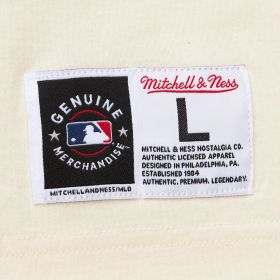 GENUINE
MERCHANDISE
MITCHELLANDNESS/MLB
Mitchell & Ness
L
MITCHELL & NESS NOSTALGIA CO.
AUTHENTIC LICENSED APPAREL
DESIGNED IN PHILADELPHIA, PA
ESTABLISHED 1904
AUTHENTIC. PREMIUM. LEGENDARY.